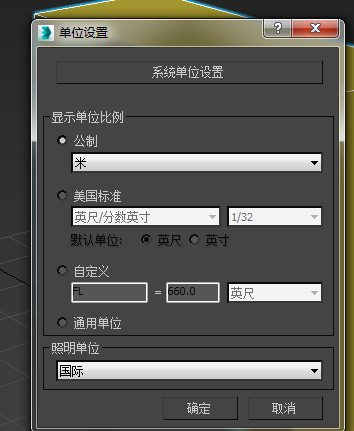 单位设置
系统单位设置
显示单位比例
公制
米
美国标准
英尺/分数英寸 1/32
默认单位: 英尺 英寸
自定义
FL = 660.0 英尺
通用单位
照明单位
国际
确定 取消